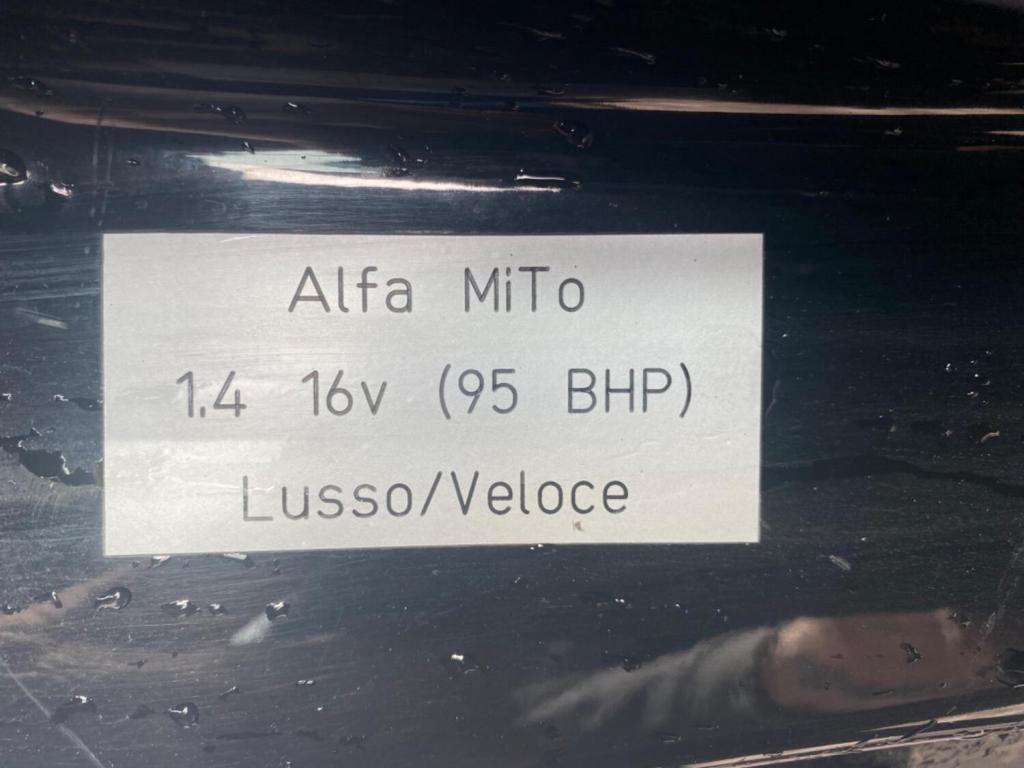 Alfa MiTo
1.4 16v (95 BHP)
Lusso/Veloce